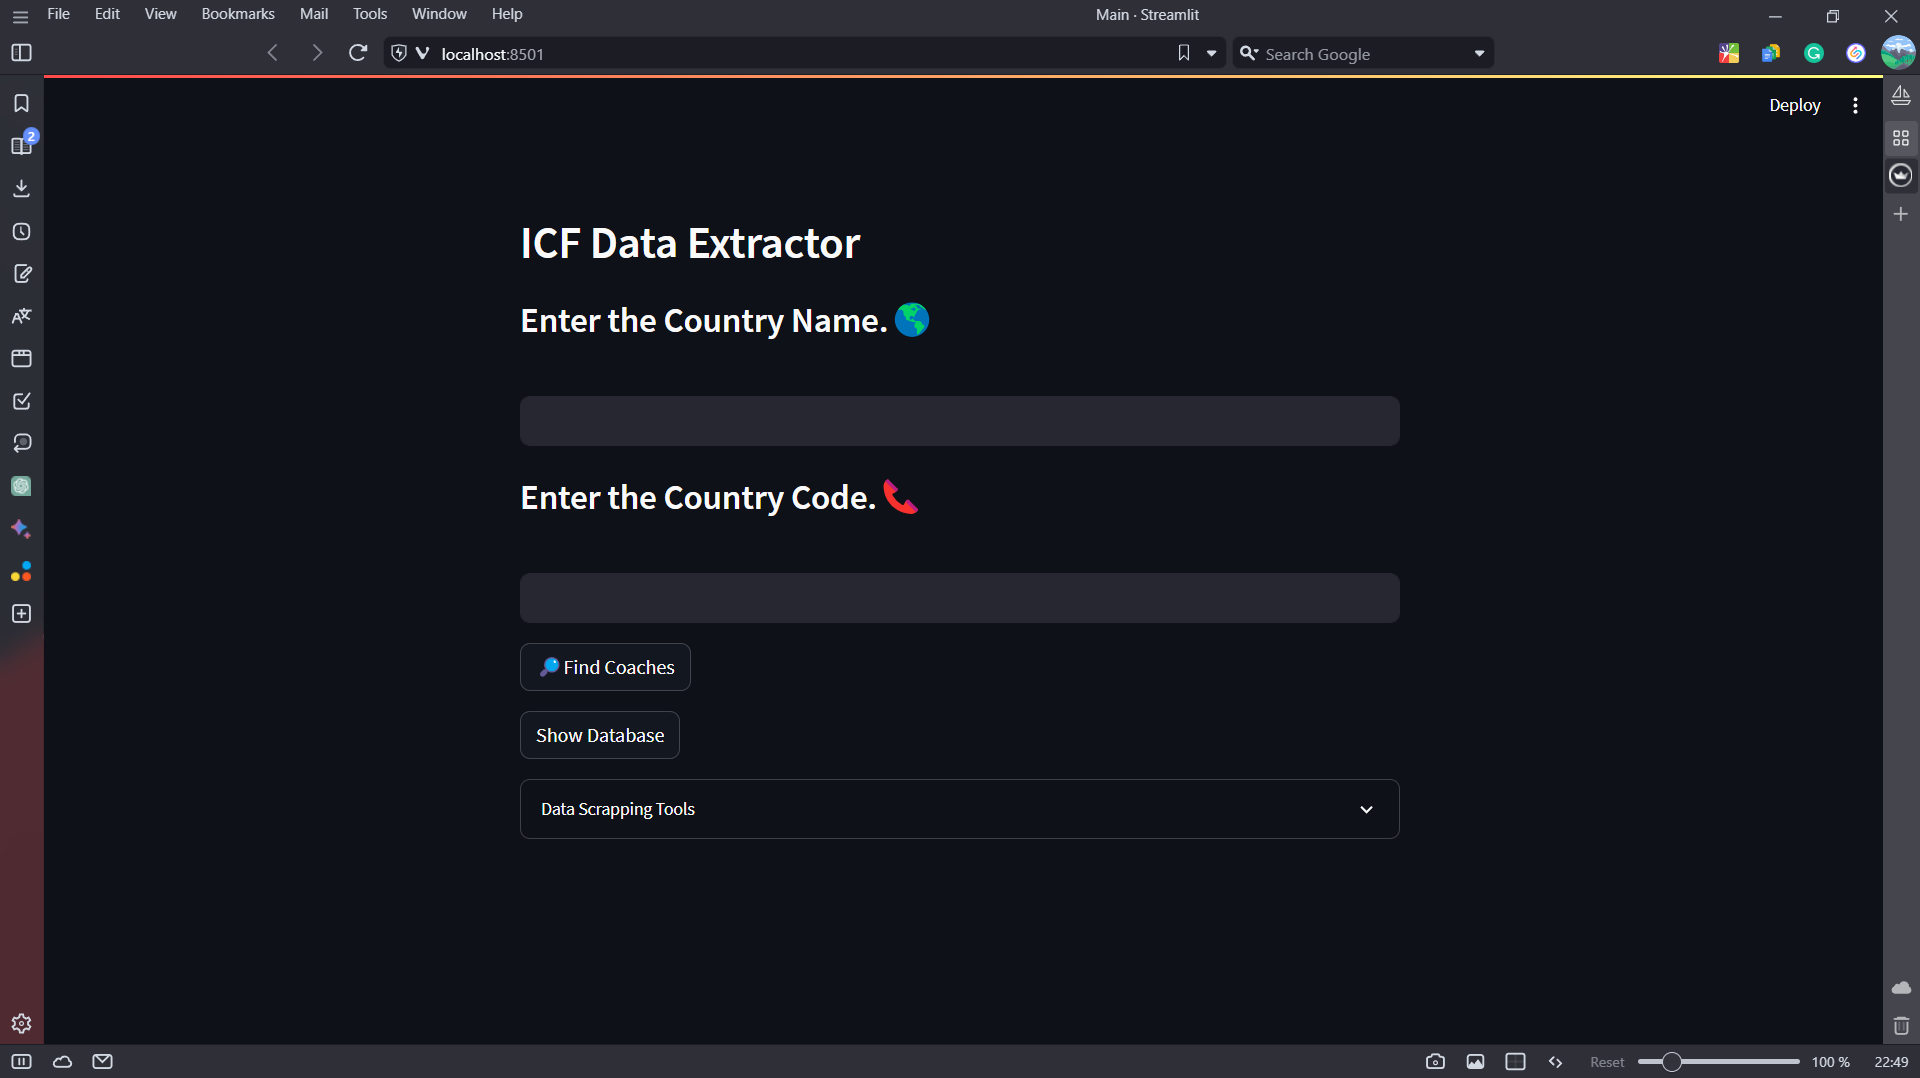 File Edit View Bookmarks Mail Tools Window Help
Main · Streamlit
localhost:8501
Search Google
2
Deploy
ICF Data Extractor
Enter the Country Name.
Enter the Country Code.
Find Coaches
Show Database
Data Scrapping Tools
Reset 100 % 22:49